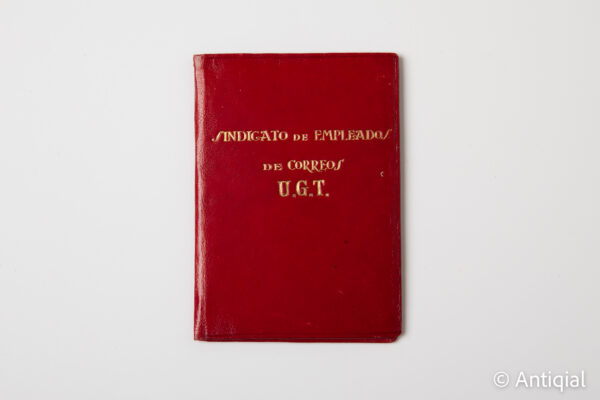 SINDICATO DE EMPLEADOS
DE CORREOS
U.G.T.
© Antiqial